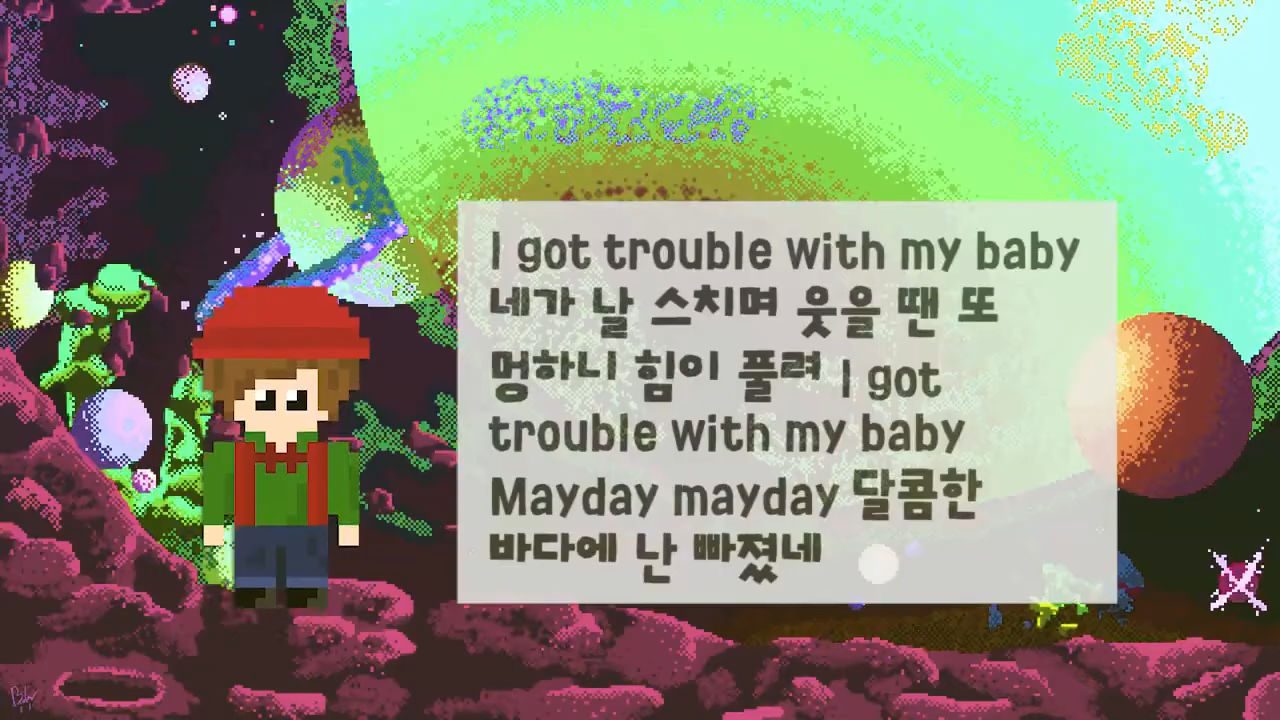 I got trouble with my baby
네가 날 스치며 웃을 땐 또
멍하니 힘이 풀려 I got
trouble with my baby
Mayday mayday 달콤한
바다에 난 빠졌네